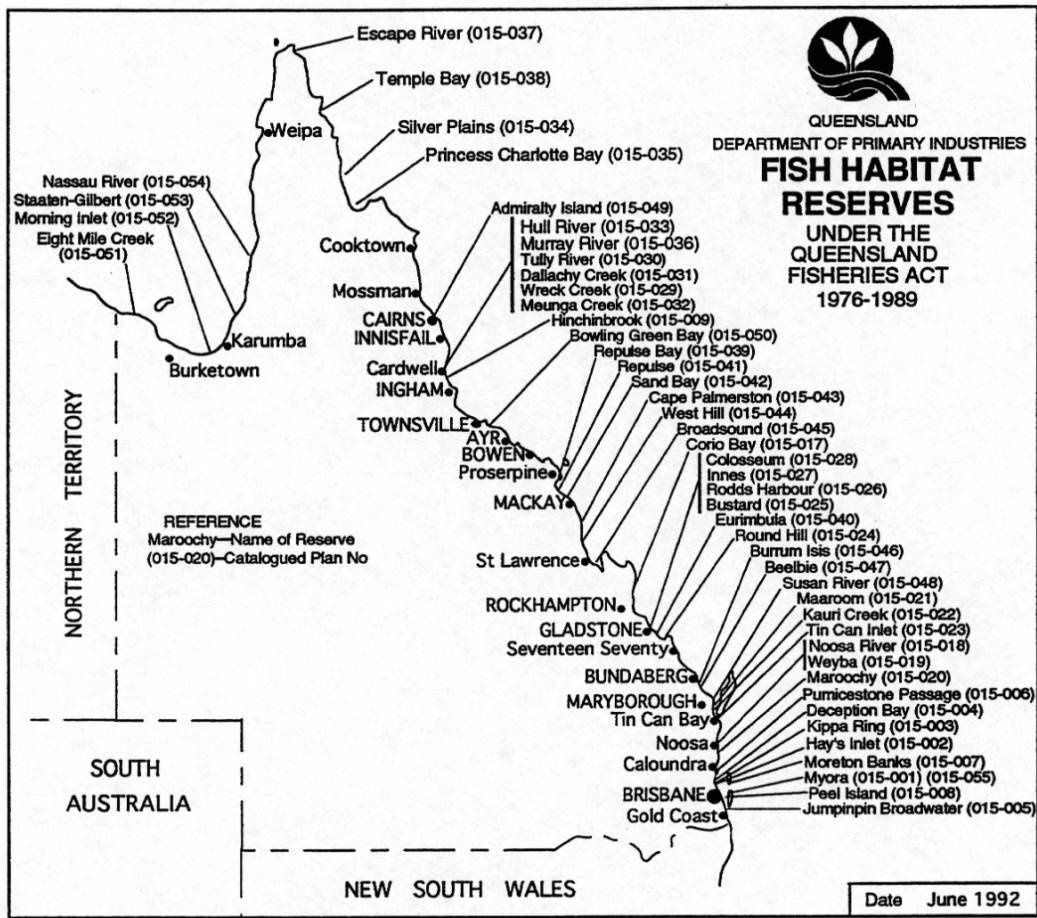 QUEENSLAND
DEPARTMENT OF PRIMARY INDUSTRIES
FISH HABITAT
RESERVES
UNDER THE
QUEENSLAND
FISHERIES ACT
1976-1989
Escape River (015-037)
Temple Bay (015-038)
Weipa
Silver Plains (015-034)
Princess Charlotte Bay (015-035)
Nassau River (015-054)
Staaten-Gilbert (015-053)
Morning Inlet (015-052)
Eight Mile Creek
(015-051)
Karumba
Burketown
Cooktown
Mossman
CAIRNS
INNISFAIL
Cardwell
INGHAM
TOWNSVILLE
AYR
BOWEN
Proserpine
MACKAY
St Lawrence
ROCKHAMPTON
GLADSTONE
Seventeen Seventy
BUNDABERG
MARYBOROUGH
Tin Can Bay
Noosa
Caloundra
BRISBANE
Gold Coast
Admiralty Island (015-049)
Hull River (015-033)
Murray River (015-036)
Tully River (015-030)
Dallachy Creek (015-031)
Wreck Creek (015-029)
Meunga Creek (015-032)
Hinchinbrook (015-009)
Bowling Green Bay (015-050)
Repulse Bay (015-039)
Repulse (015-041)
Sand Bay (015-042)
Cape Palmerston (015-043)
West Hill (015-044)
Broadsound (015-045)
Corio Bay (015-017)
Colosseum (015-028)
Innes (015-027)
Rodds Harbour (015-026)
Bustard (015-025)
Eurimbula (015-040)
Round Hill (015-024)
Burrum Isis (015-046)
Beelbie (015-047)
Susan River (015-048)
Maaroom (015-021)
Kauri Creek (015-022)
Tin Can Inlet (015-023)
Noosa River (015-018)
Weyba (015-019)
Maroochy (015-020)
Pumicestone Passage (015-006)
Deception Bay (015-004)
Kippa Ring (015-003)
Hay's Inlet (015-002)
Moreton Banks (015-007)
Myora (015-001) (015-055)
Peel Island (015-008)
Jumpinpin Broadwater (015-005)
REFERENCE
Maroochy—Name of Reserve
(015-020)—Catalogued Plan No
NORTHERN TERRITORY
SOUTH
AUSTRALIA
NEW SOUTH WALES
Date June 1992